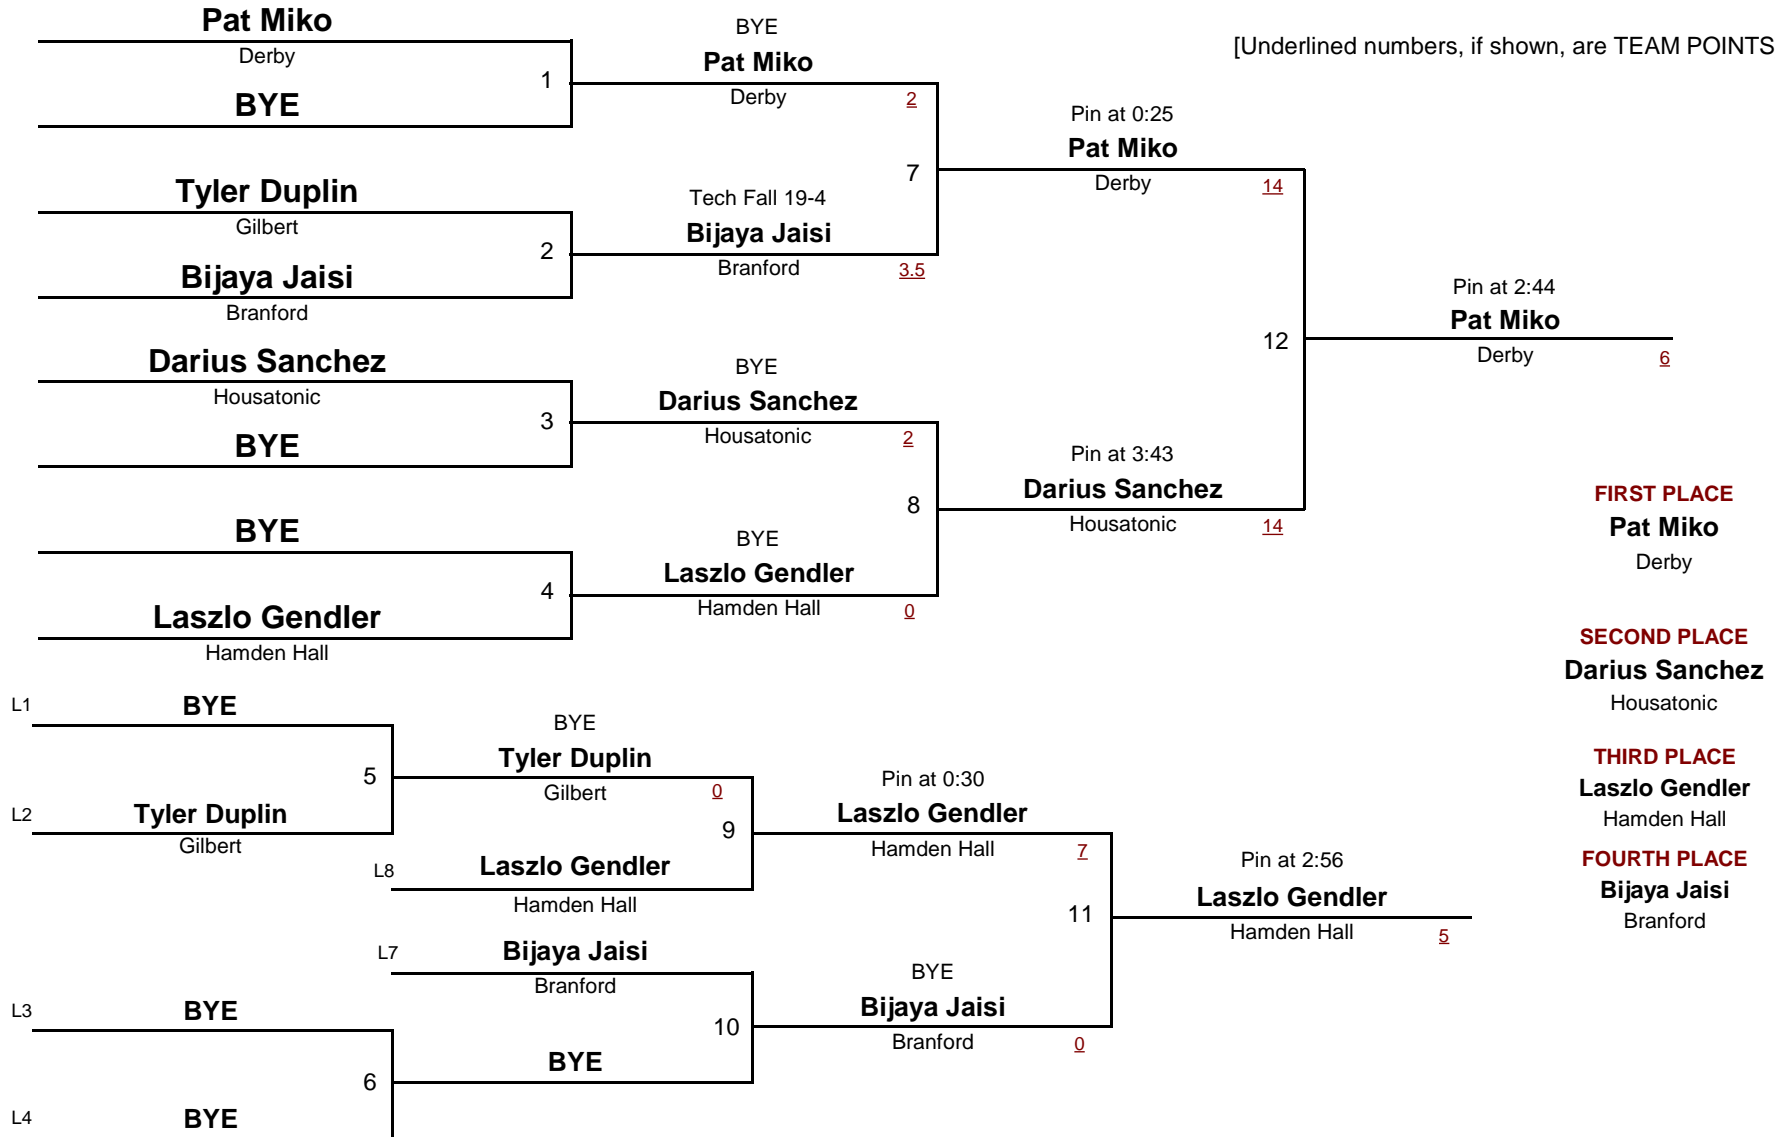 Pat Miko
Derby
1
BYE
BYE
Pat Miko
Derby
2
[Underlined numbers, if shown, are TEAM POINTS
Tyler Duplin
Gilbert
2
Bijaya Jaisi
Branford
7
Tech Fall 19-4
Bijaya Jaisi
Branford
3.5
Pin at 0:25
Pat Miko
Derby
14
Darius Sanchez
Housatonic
3
BYE
BYE
Darius Sanchez
Housatonic
2
12
Pin at 2:44
Pat Miko
Derby
6
BYE
4
Laszlo Gendler
Hamden Hall
8
BYE
Laszlo Gendler
Hamden Hall
0
Pin at 3:43
Darius Sanchez
Housatonic
14
FIRST PLACE
Pat Miko
Derby
SECOND PLACE
Darius Sanchez
Housatonic
THIRD PLACE
Laszlo Gendler
Hamden Hall
FOURTH PLACE
Bijaya Jaisi
Branford
L1
BYE
5
L2
Tyler Duplin
Gilbert
BYE
Tyler Duplin
Gilbert
0
9
L8
Laszlo Gendler
Hamden Hall
Pin at 0:30
Laszlo Gendler
Hamden Hall
7
11
Pin at 2:56
Laszlo Gendler
Hamden Hall
5
L7
Bijaya Jaisi
Branford
10
BYE
BYE
Bijaya Jaisi
Branford
0
L3
BYE
6
L4
BYE